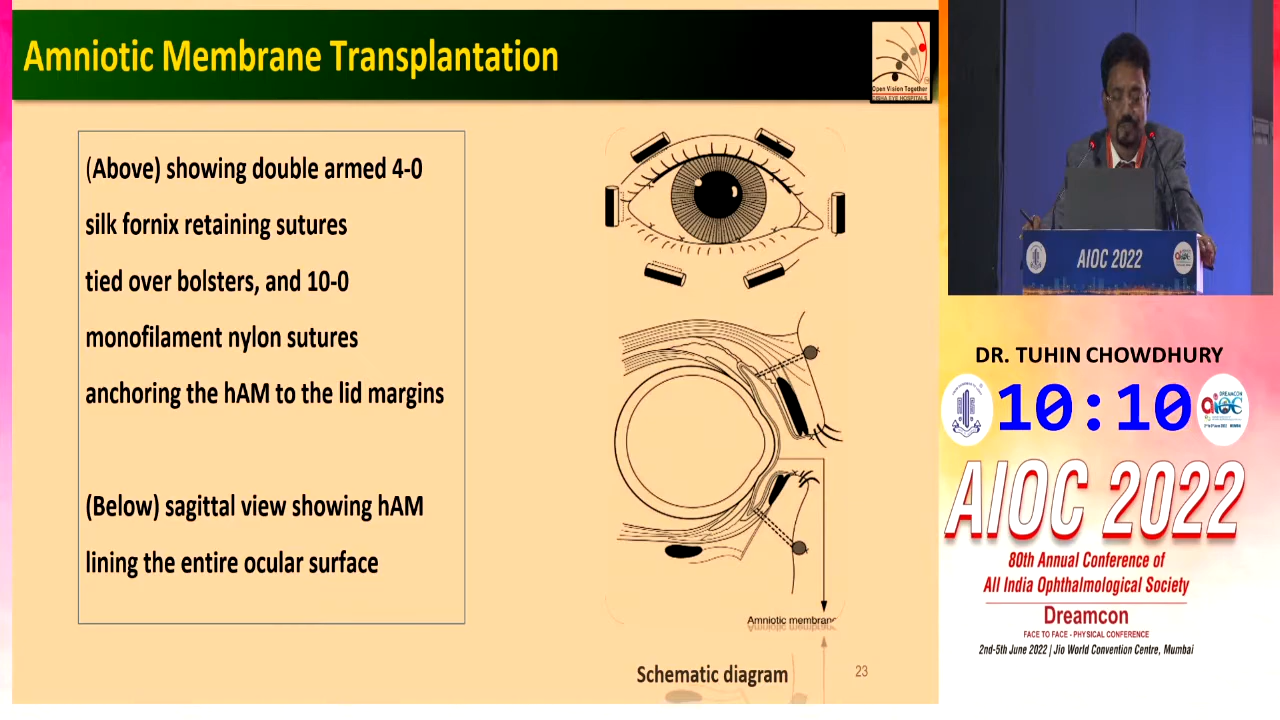 Amniotic Membrane Transplantation
Open Vision Together
(Above) showing double armed 4-0
silk fornix retaining sutures
tied over bolsters, and 10-0
monofilament nylon sutures
anchoring the hAM to the lid margins
(Below) sagittal view showing hAM
lining the entire ocular surface
Amniotic membrane
Schematic diagram
23
AIOC 2022
DR. TUHIN CHOWDHURY
10:10
DREAMCON
AIOC
AIOC 2022
80th Annual Conference of
All India Ophthalmological Society
Dreamcon
FACE TO FACE - PHYSICAL CONFERENCE
2nd-5th June 2022 | Jio World Convention Centre, Mumbai